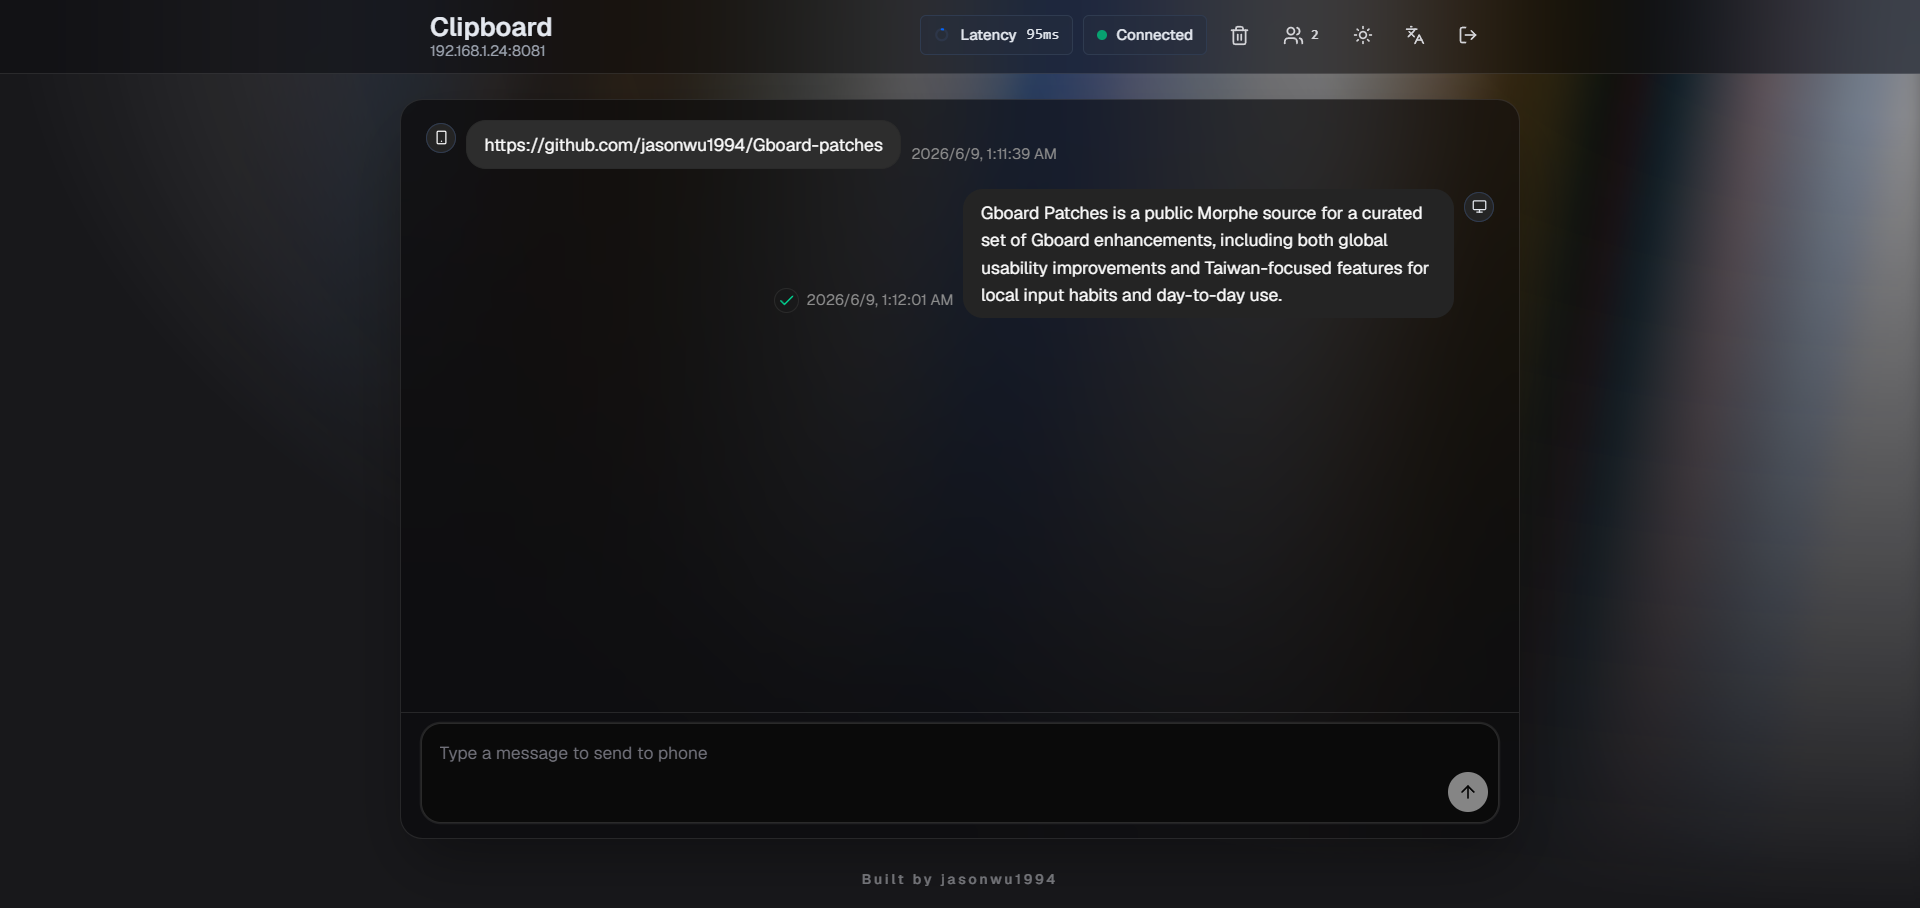 Clipboard
192.168.1.24:8081
Latency 95ms
Connected
2
https://github.com/jasonwu1994/Gboard-patches
2026/6/9, 1:11:39 AM
Gboard Patches is a public Morphe source for a curated
set of Gboard enhancements, including both global
usability improvements and Taiwan-focused features for
local input habits and day-to-day use.
2026/6/9, 1:12:01 AM
Type a message to send to phone
Built by jasonwu1994